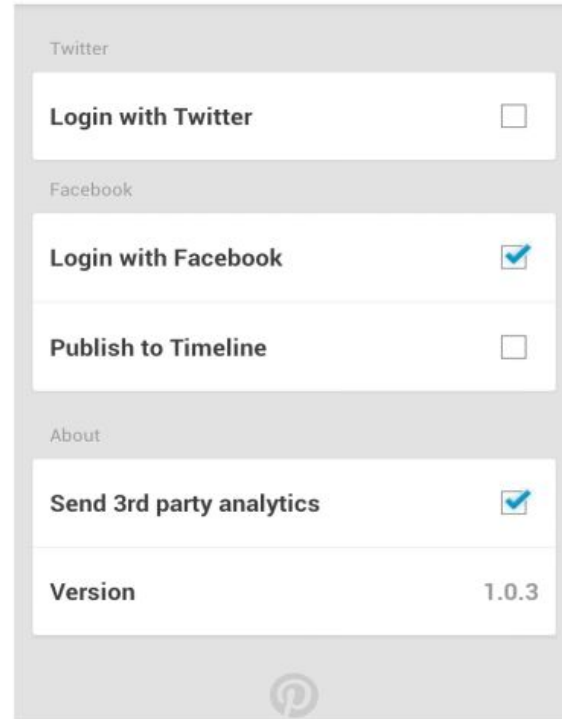 Twitter
Login with Twitter
Facebook
Login with Facebook
Publish to Timeline
About
Send 3rd party analytics
Version 1.0.3